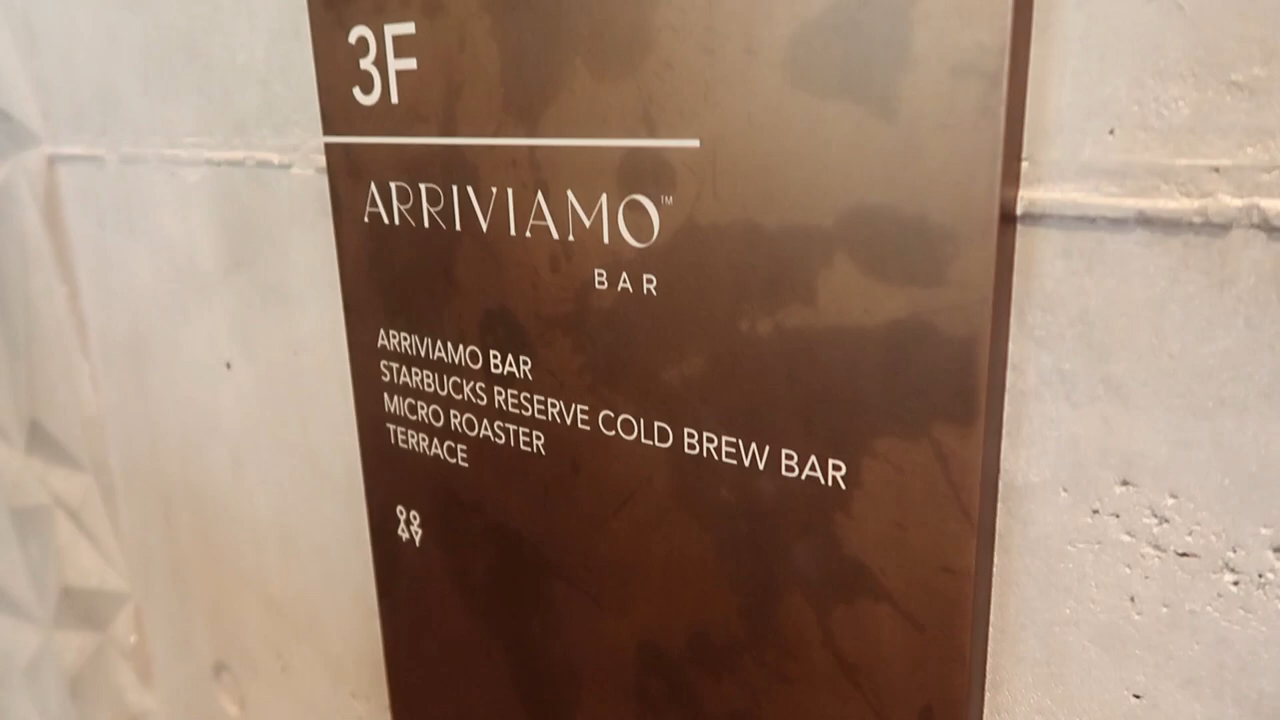 3F
ARRIVIAMO™
BAR
ARRIVIAMO BAR
STARBUCKS RESERVE COLD BREW BAR
MICRO ROASTER
TERRACE